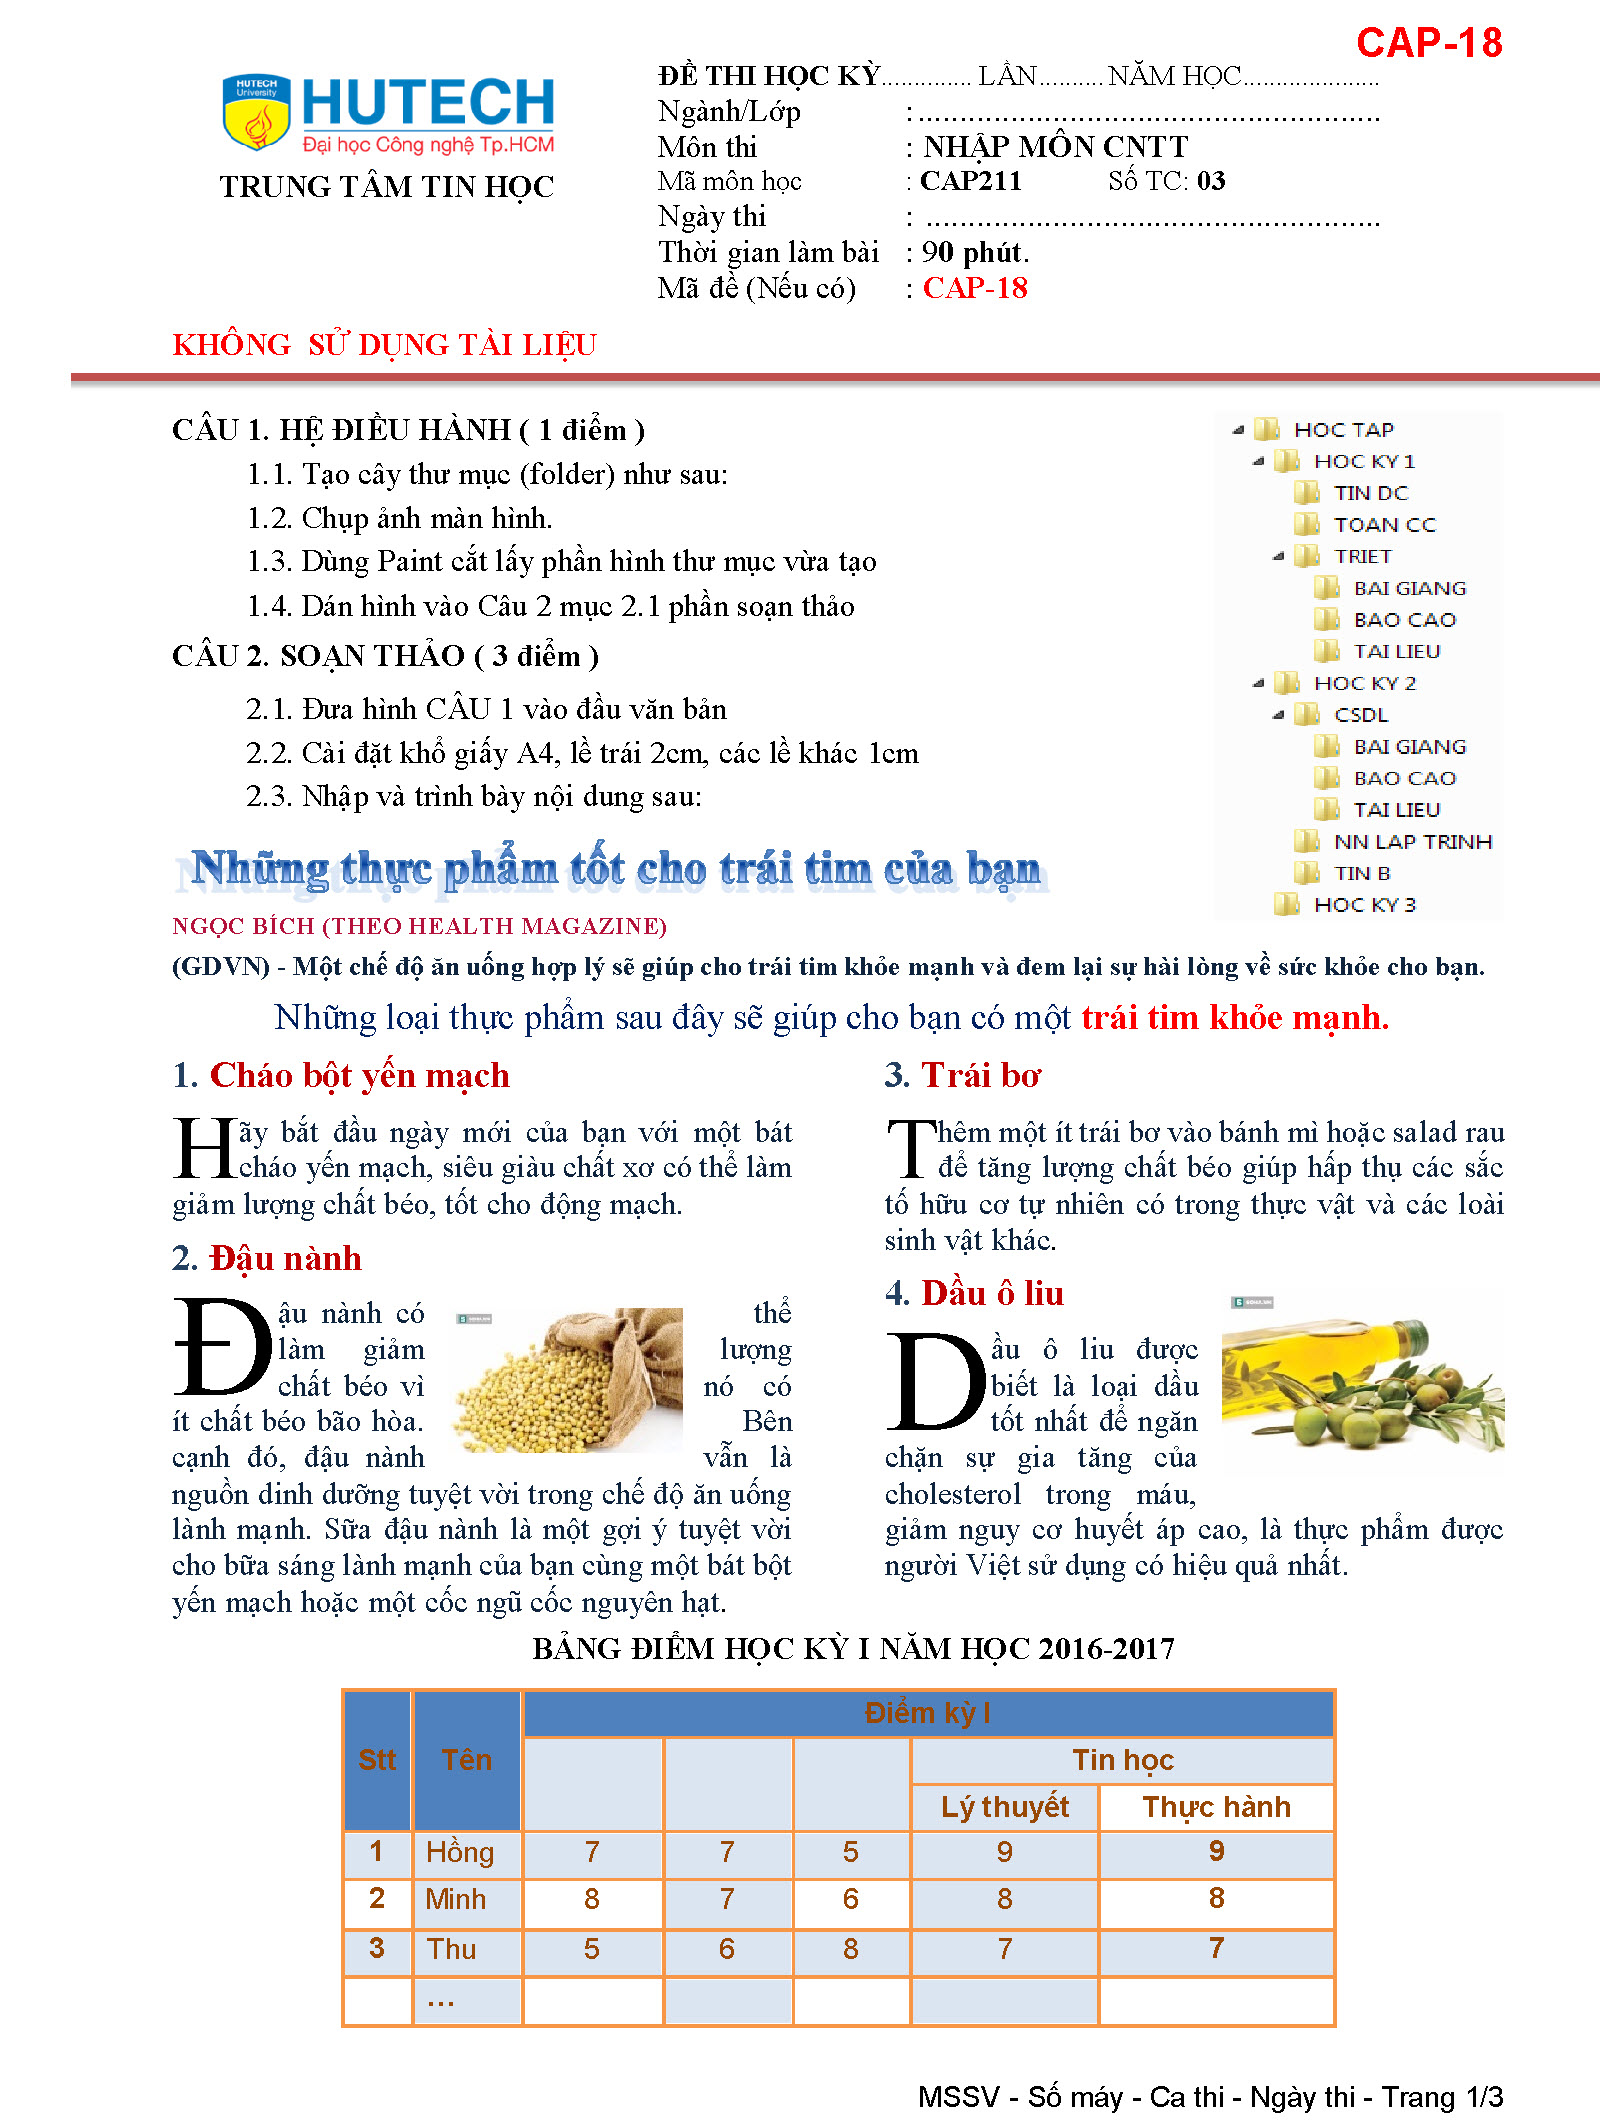 CAP-18
HUTECH
University
HUTECH
Đại học Công nghệ Tp.HCM
TRUNG TÂM TIN HỌC
ĐỀ THI HỌC KỲ.............. LẦN.......... NĂM HỌC.....................
Ngành/Lớp : .......................................................
Môn thi : NHẬP MÔN CNTT
Mã môn học : CAP211 Số TC: 03
Ngày thi : ......................................................
Thời gian làm bài : 90 phút.
Mã đề (Nếu có) : CAP-18
KHÔNG SỬ DỤNG TÀI LIỆU
CÂU 1. HỆ ĐIỀU HÀNH ( 1 điểm )
1.1. Tạo cây thư mục (folder) như sau:
1.2. Chụp ảnh màn hình.
1.3. Dùng Paint cắt lấy phần hình thư mục vừa tạo
1.4. Dán hình vào Câu 2 mục 2.1 phần soạn thảo
CÂU 2. SOẠN THẢO ( 3 điểm )
2.1. Đưa hình CÂU 1 vào đầu văn bản
2.2. Cài đặt khổ giấy A4, lề trái 2cm, các lề khác 1cm
2.3. Nhập và trình bày nội dung sau:
HOC TAP
HOC KY 1
TIN DC
TOAN CC
TRIET
BAI GIANG
BAO CAO
TAI LIEU
HOC KY 2
CSDL
BAI GIANG
BAO CAO
TAI LIEU
NN LAP TRINH
TIN B
HOC KY 3
Những thực phẩm tốt cho trái tim của bạn
NGỌC BÍCH (THEO HEALTH MAGAZINE)
(GDVN) - Một chế độ ăn uống hợp lý sẽ giúp cho trái tim khỏe mạnh và đem lại sự hài lòng về sức khỏe cho bạn.
Những loại thực phẩm sau đây sẽ giúp cho bạn có một trái tim khỏe mạnh.
1. Cháo bột yến mạch
Hãy bắt đầu ngày mới của bạn với một bát
cháo yến mạch, siêu giàu chất xơ có thể làm
giảm lượng chất béo, tốt cho động mạch.
2. Đậu nành
Đậu nành có thể
làm giảm lượng
chất béo vì nó có
ít chất béo bão hòa. Bên
cạnh đó, đậu nành vẫn là
nguồn dinh dưỡng tuyệt vời trong chế độ ăn uống
lành mạnh. Sữa đậu nành là một gợi ý tuyệt vời
cho bữa sáng lành mạnh của bạn cùng một bát bột
yến mạch hoặc một cốc ngũ cốc nguyên hạt.
3. Trái bơ
Thêm một ít trái bơ vào bánh mì hoặc salad rau
để tăng lượng chất béo giúp hấp thụ các sắc
tố hữu cơ tự nhiên có trong thực vật và các loài
sinh vật khác.
4. Dầu ô liu
Dầu ô liu được
biết là loại dầu
tốt nhất để ngăn
chặn sự gia tăng của
cholesterol trong máu,
giảm nguy cơ huyết áp cao, là thực phẩm được
người Việt sử dụng có hiệu quả nhất.
BẢNG ĐIỂM HỌC KỲ I NĂM HỌC 2016-2017
Stt Tên Điểm kỳ I
Tin học
Lý thuyết Thực hành
1 Hồng 7 7 5 9 9
2 Minh 8 7 6 8 8
3 Thu 5 6 8 7 7
...
MSSV - Số máy - Ca thi - Ngày thi - Trang 1/3